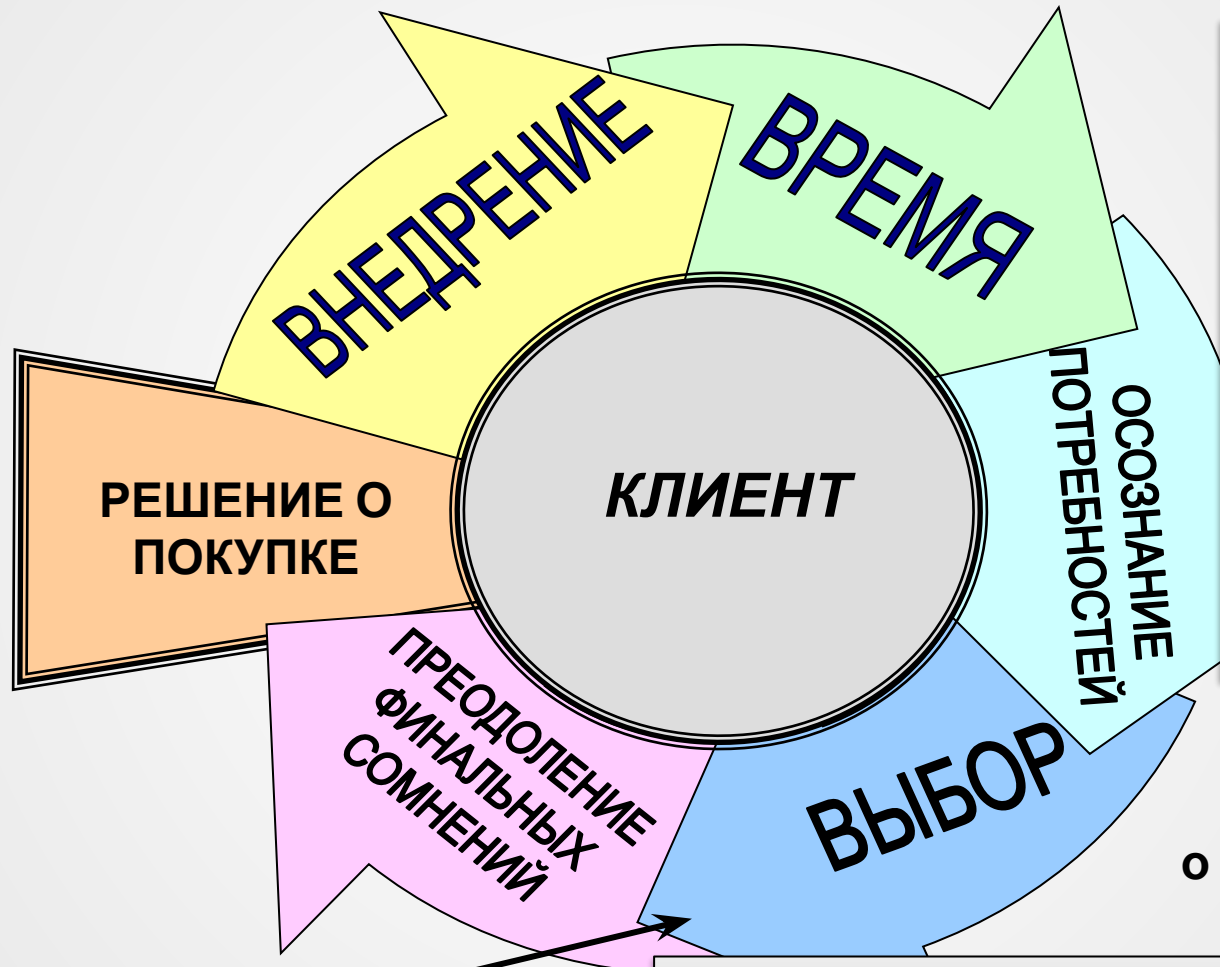 ВНЕДРЕНИЕ
ВРЕМЯ
ОСОЗНАНИЕ
ПОТРЕБНОСТЕЙ
КЛИЕНТ
РЕШЕНИЕ О
ПОКУПКЕ
ПРЕОДОЛЕНИЕ
ФИНАЛЬНЫХ
СОМНЕНИЙ
ВЫБОР
о